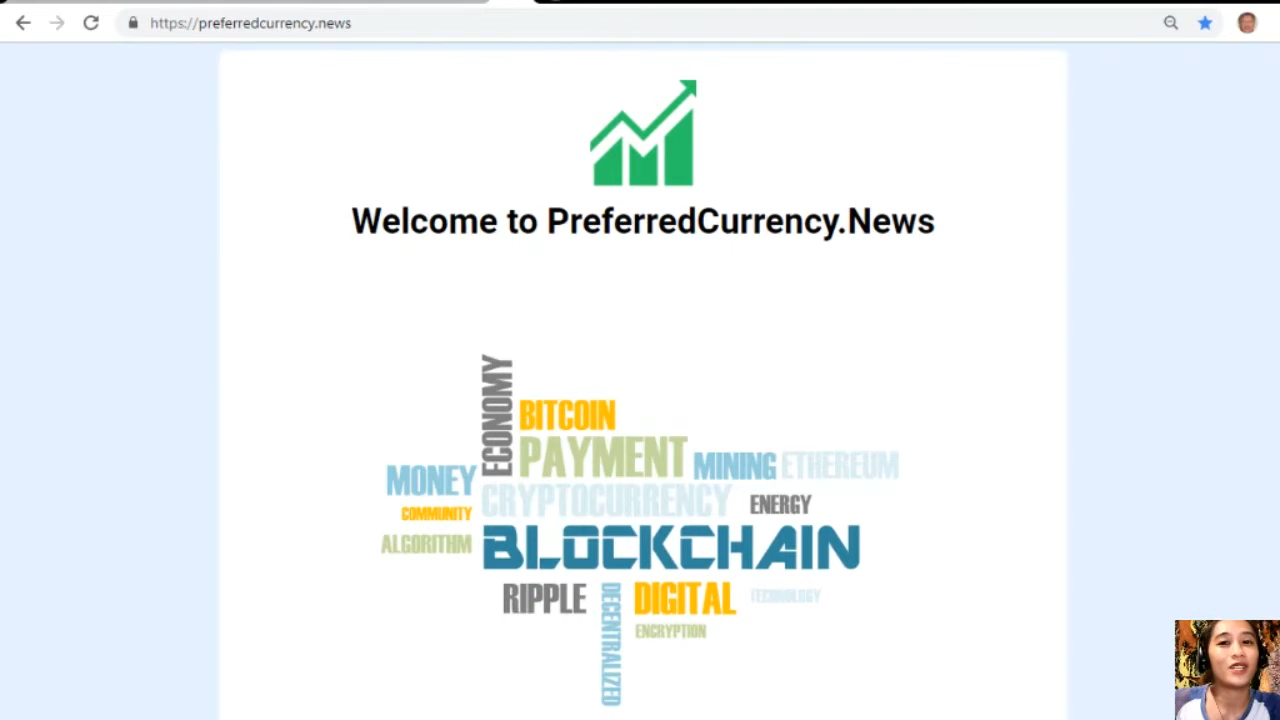 https://preferredcurrency.news
Welcome to PreferredCurrency.News
ECONOMY
BITCOIN
PAYMENT
MINING
ETHEREUM
MONEY
CRYPTOCURRENCY
ENERGY
COMMUNITY
BLOCKCHAIN
ALGORITHM
RIPPLE
DECENTRALIZED
DIGITAL
TECHNOLOGY
ENCRYPTION